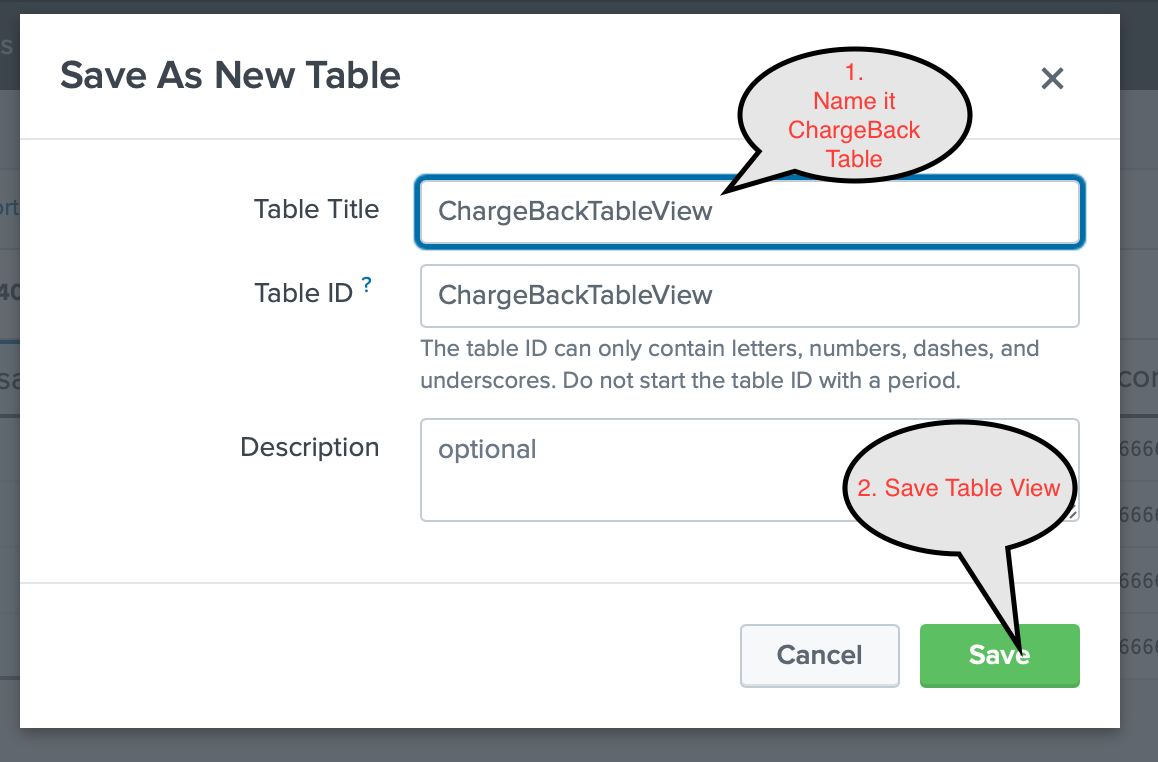 Save As New Table
1.
Name it
ChargeBack
Table
Table Title
ChargeBackTableView
Table ID ?
ChargeBackTableView
The table ID can only contain letters, numbers, dashes, and
underscores. Do not start the table ID with a period.
Description
optional
2. Save Table View
Cancel
Save